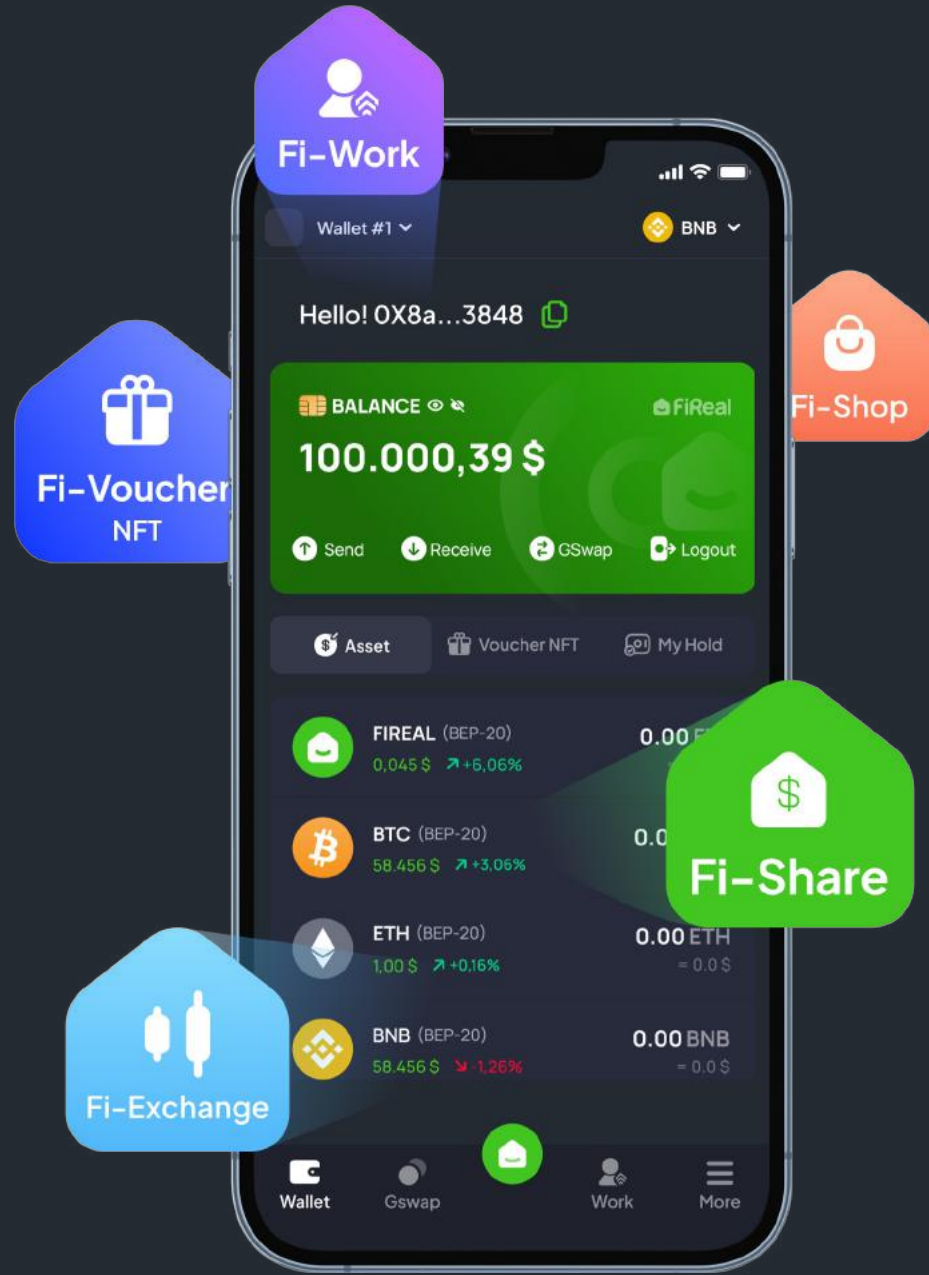 Fi-Work
Wallet #1
BNB
Hello! 0X8a...3848
Fi-Shop
Fi-Voucher
NFT
BALANCE
FiReal
100.000,39 $
Send
Receive
GSwap
Logout
Asset
Voucher NFT
My Hold
FIREAL (BEP-20)
0.00
0,045 $ +6,06%
BTC (BEP-20)
58.456 $ +3,06%
$
Fi-Share
ETH (BEP-20)
0.00 ETH
1,00 $ +0,16%
= 0.0 $
BNB (BEP-20)
0.00 BNB
58.456 $ -1,26%
= 0.0 $
Fi-Exchange
Wallet
Gswap
Work
More